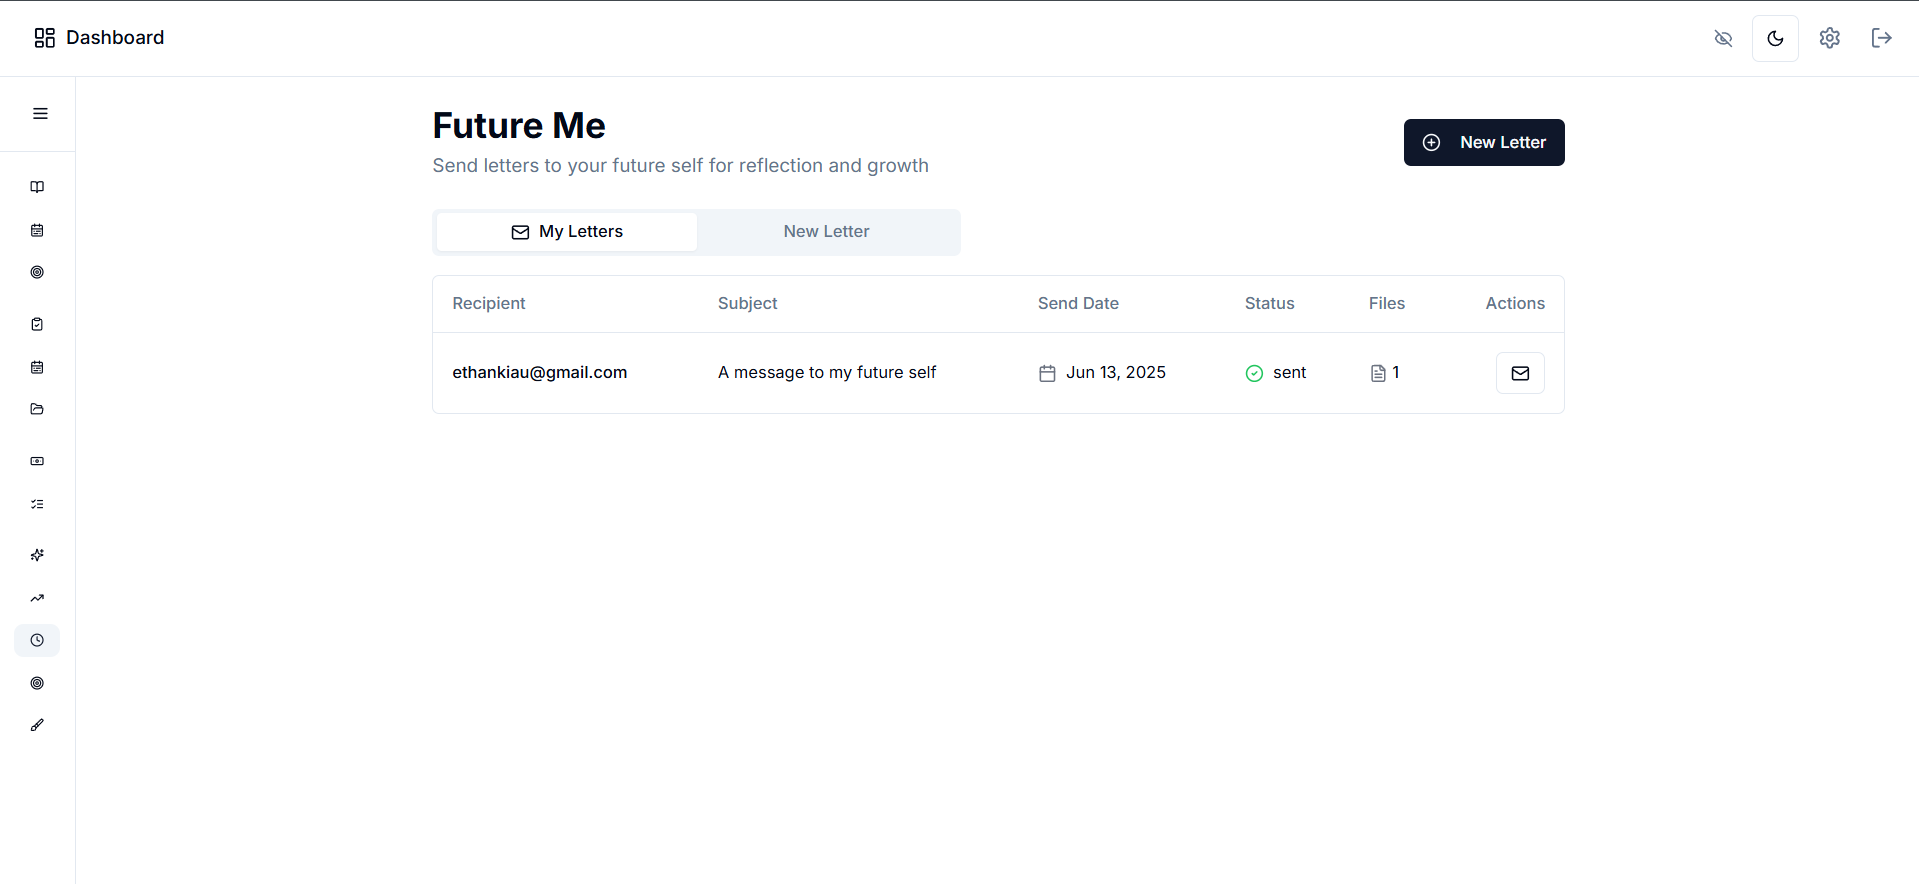 Dashboard
Future Me
Send letters to your future self for reflection and growth
New Letter
My Letters New Letter
Recipient Subject Send Date Status Files Actions
ethankiau@gmail.com A message to my future self Jun 13, 2025 sent 1